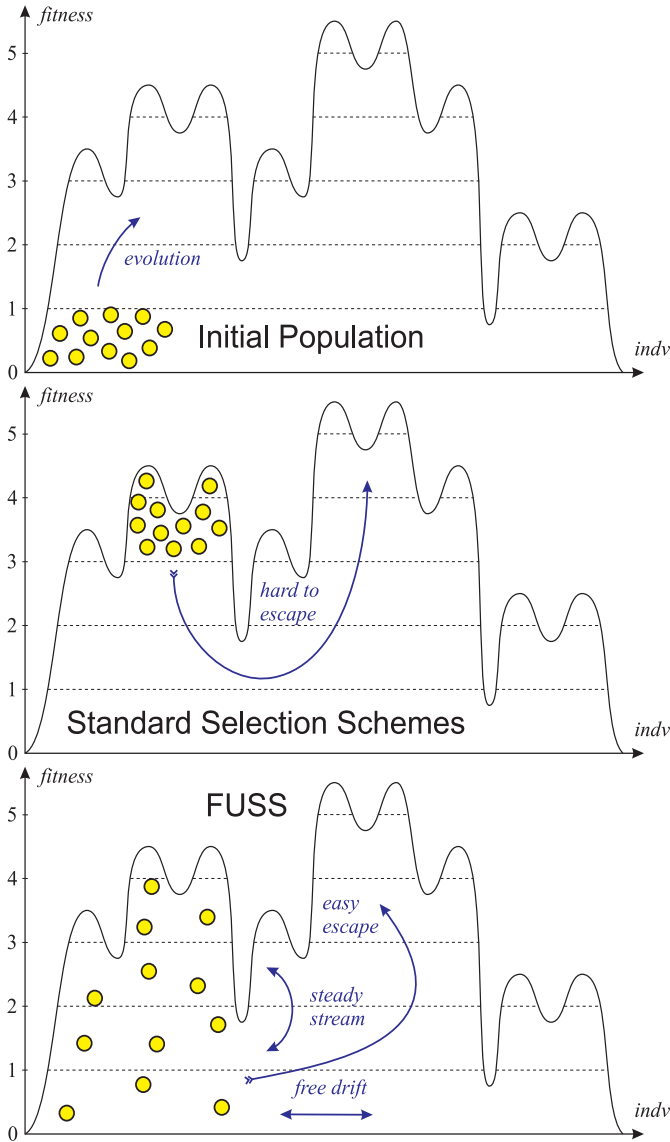 fitness
5
4
3
2
evolution
1
Initial Population
indv
0
fitness
5
4
3
hard to
escape
2
1
Standard Selection Schemes
indv
0
fitness
FUSS
5
4
easy
escape
3
steady
stream
2
1
free drift
indv
0